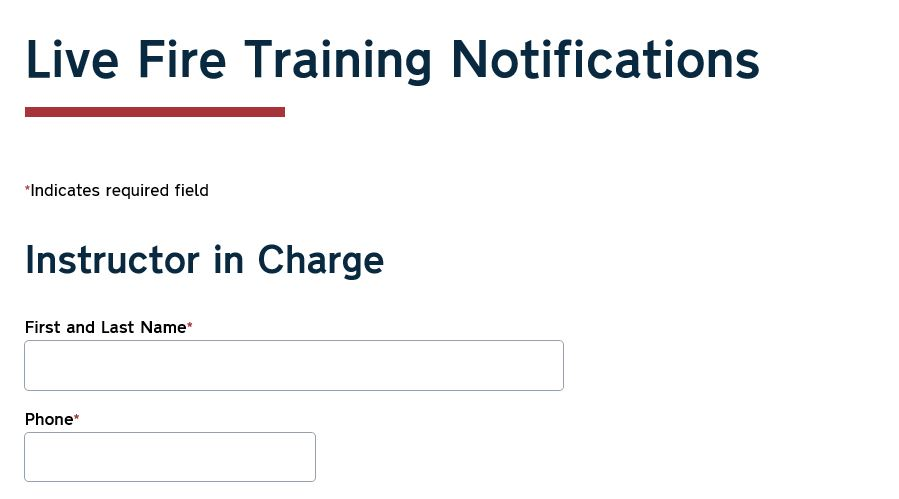 Live Fire Training Notifications
*Indicates required field
Instructor in Charge
First and Last Name*
Phone*